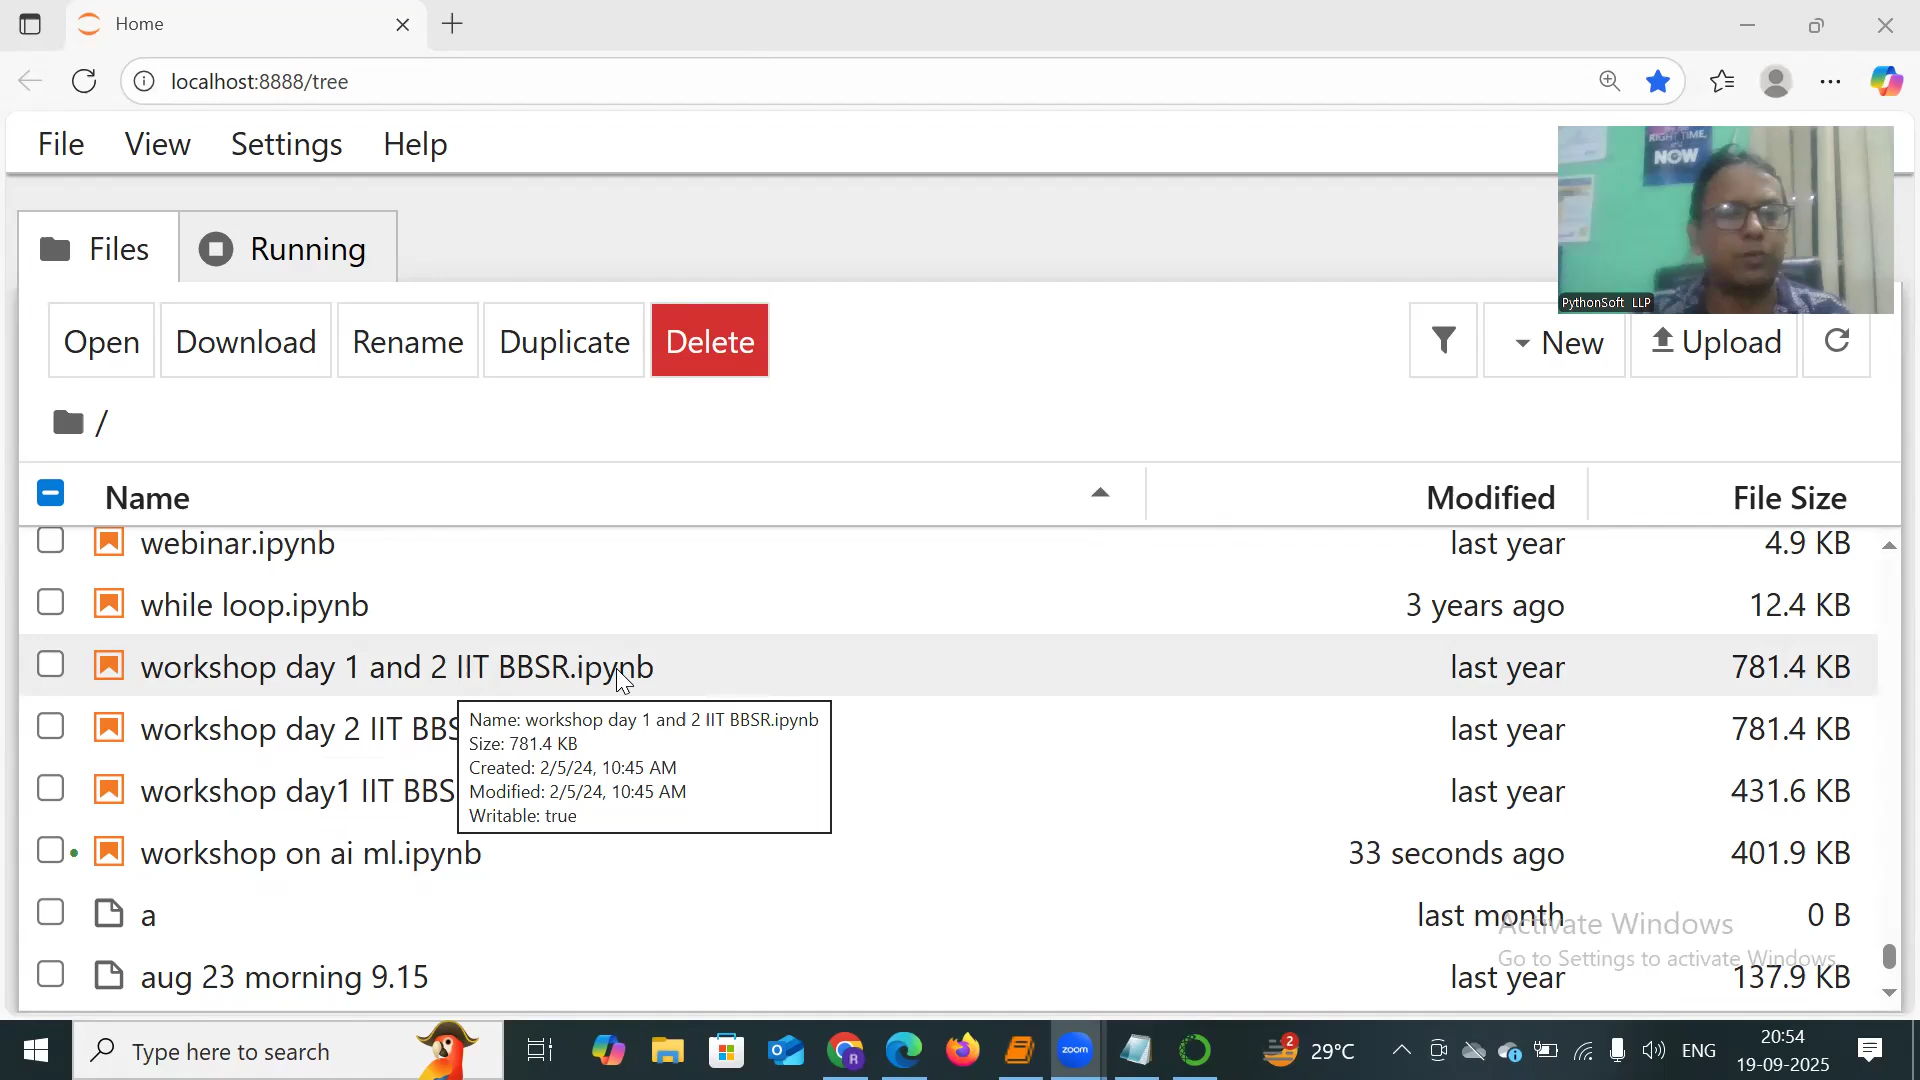 Home
localhost:8888/tree
File View Settings Help
RIGHT TIME,
NOW
PythonSoft LLP
Files Running
Open Download Rename Duplicate Delete New Upload
/
Name Modified File Size
webinar.ipynb last year 4.9 KB
while loop.ipynb 3 years ago 12.4 KB
workshop day 1 and 2 IIT BBSR.ipynb last year 781.4 KB
workshop day 2 IIT BBS last year 781.4 KB
workshop day1 IIT BBS last year 431.6 KB
Name: workshop day 1 and 2 IIT BBSR.ipynb
Size: 781.4 KB
Created: 2/5/24, 10:45 AM
Modified: 2/5/24, 10:45 AM
Writable: true
workshop on ai ml.ipynb 33 seconds ago 401.9 KB
a last month 0 B
aug 23 morning 9.15 last year 137.9 KB
Activate Windows
Go to Settings to activate Windows.
Type here to search
R
zoom
2
29°C
ENG
20:54
19-09-2025